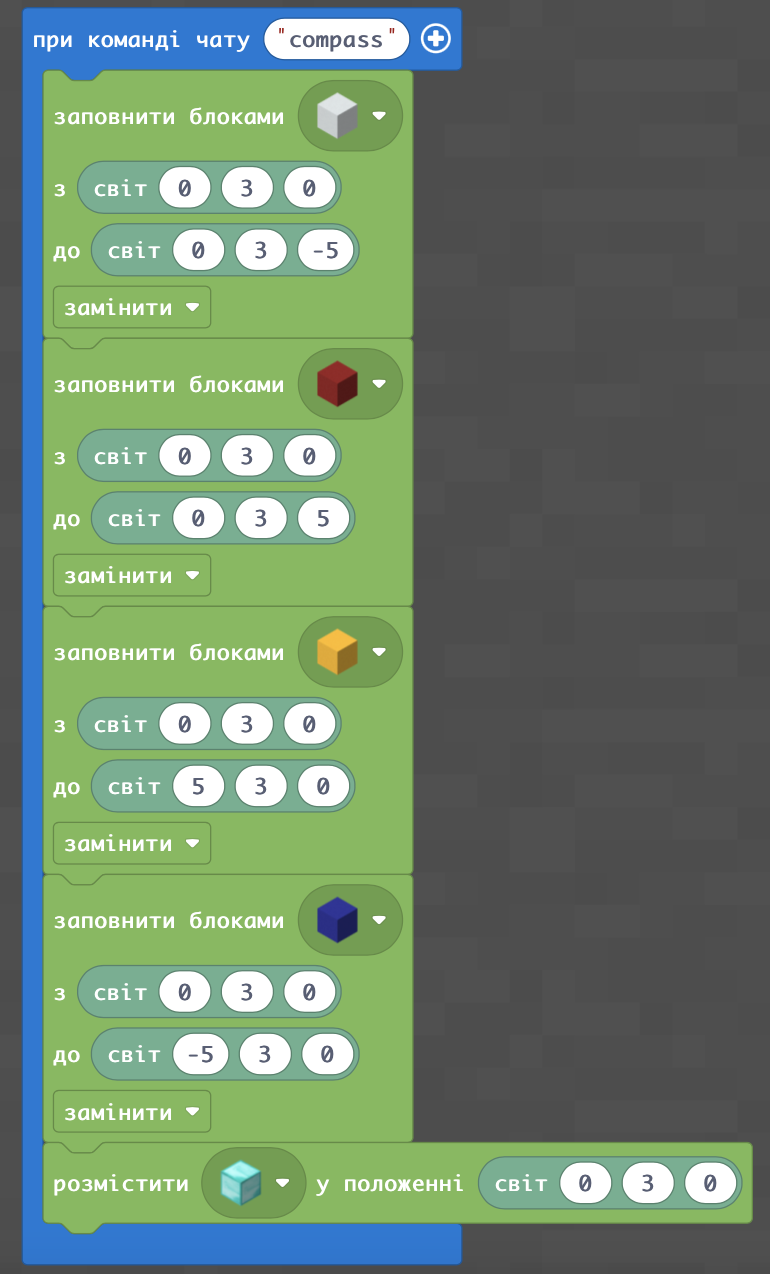 при команді чату "compass"
заповнити блоками
з світ 0 3 0
до світ 0 3 -5
замінити
заповнити блоками
з світ 0 3 0
до світ 0 3 5
замінити
заповнити блоками
з світ 0 3 0
до світ 5 3 0
замінити
заповнити блоками
з світ 0 3 0
до світ -5 3 0
замінити
розмістити у положенні світ 0 3 0